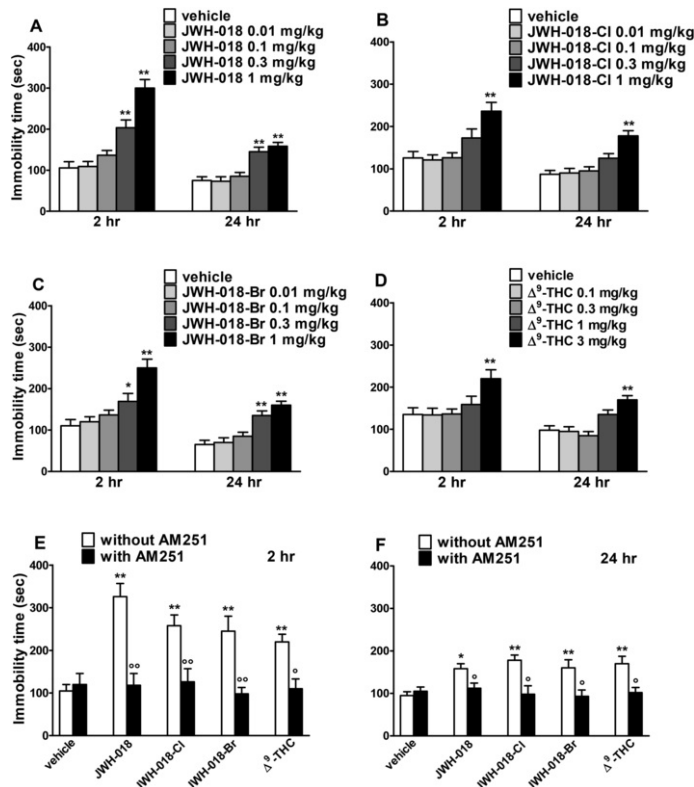 A
vehicle
JWH-018 0.01 mg/kg
JWH-018 0.1 mg/kg
JWH-018 0.3 mg/kg
JWH-018 1 mg/kg
Immobility time (sec)
400
300
200
100
0
**
**
**
**
2 hr
24 hr
B
vehicle
JWH-018-Cl 0.01 mg/kg
JWH-018-Cl 0.1 mg/kg
JWH-018-Cl 0.3 mg/kg
JWH-018-Cl 1 mg/kg
400
300
200
100
0
**
**
2 hr
24 hr
C
vehicle
JWH-018-Br 0.01 mg/kg
JWH-018-Br 0.1 mg/kg
JWH-018-Br 0.3 mg/kg
JWH-018-Br 1 mg/kg
Immobility time (sec)
400
300
200
100
0
*
**
**
**
2 hr
24 hr
D
vehicle
Δ⁹-THC 0.1 mg/kg
Δ⁹-THC 0.3 mg/kg
Δ⁹-THC 1 mg/kg
Δ⁹-THC 3 mg/kg
400
300
200
100
0
**
**
2 hr
24 hr
E
without AM251
with AM251
2 hr
Immobility time (sec)
400
300
200
100
0
**
°°
**
°°
**
°°
**
°
vehicle
JWH-018
JWH-018-Cl
JWH-018-Br
Δ⁹-THC
F
without AM251
with AM251
24 hr
400
300
200
100
0
*
°
**
°
**
°
**
°
vehicle
JWH-018
JWH-018-Cl
JWH-018-Br
Δ⁹-THC